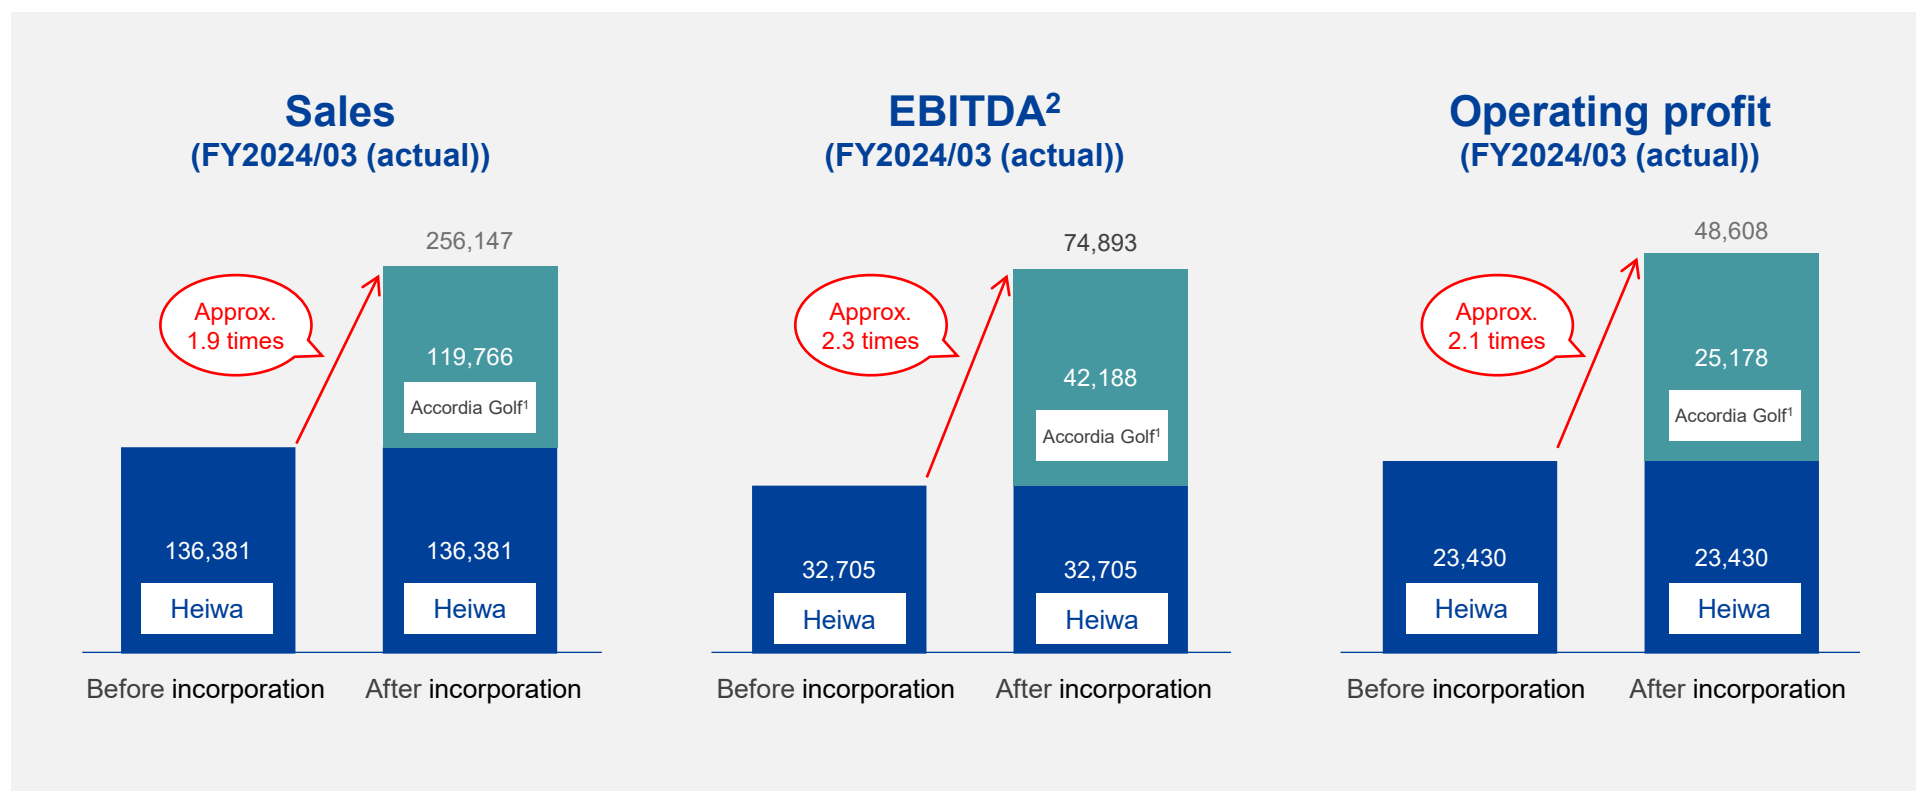 Sales
(FY2024/03 (actual))
256,147
Approx.
1.9 times
119,766
Accordia Golf1
136,381
Heiwa
136,381
Heiwa
Before incorporation
After incorporation
EBITDA2
(FY2024/03 (actual))
74,893
Approx.
2.3 times
42,188
Accordia Golf1
32,705
Heiwa
32,705
Heiwa
Before incorporation
After incorporation
Operating profit
(FY2024/03 (actual))
48,608
Approx.
2.1 times
25,178
Accordia Golf1
23,430
Heiwa
23,430
Heiwa
Before incorporation
After incorporation